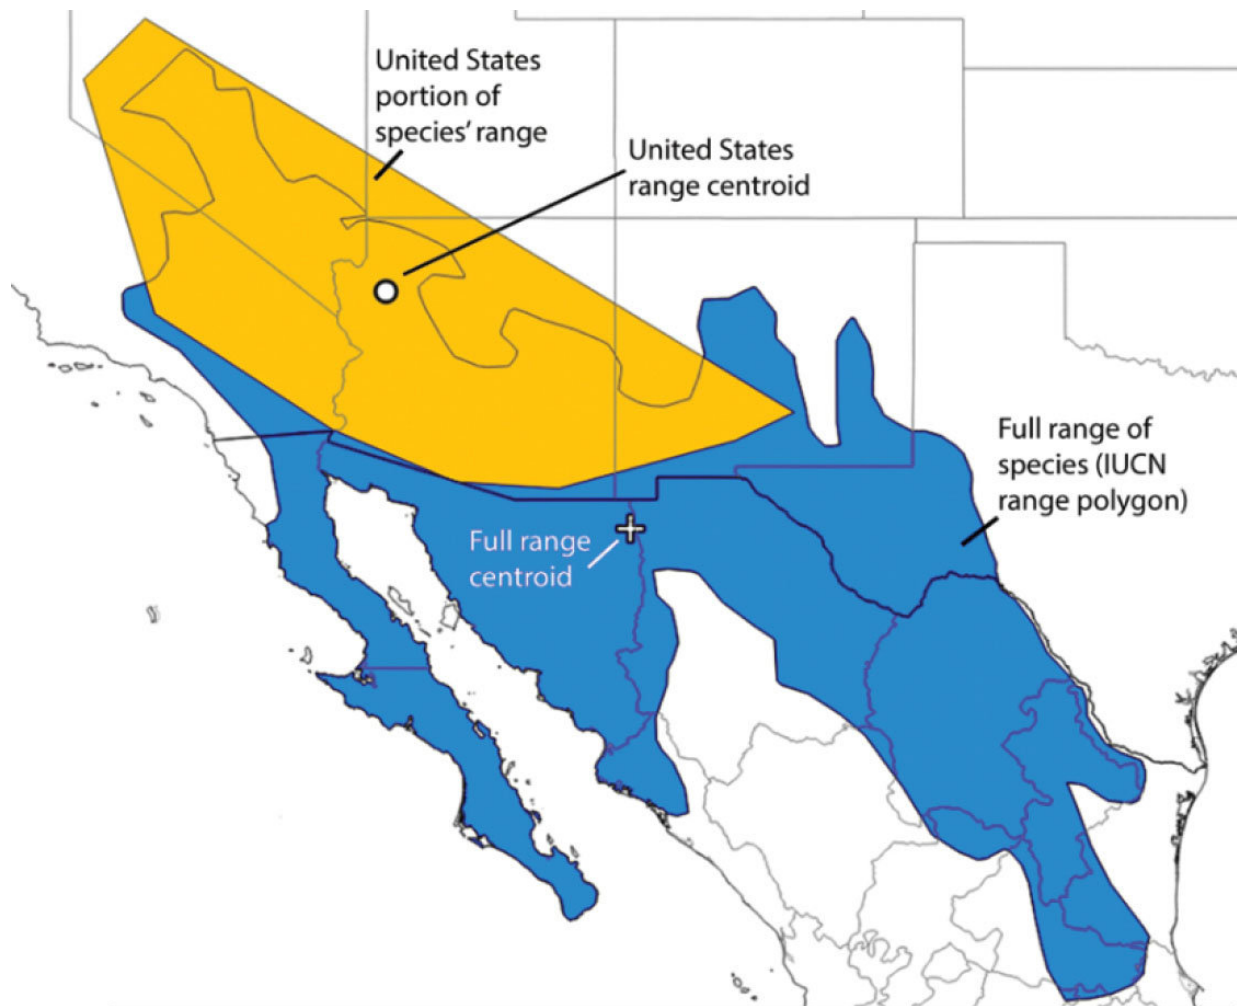 United States
portion of
species’ range
United States
range centroid
Full range of
species (IUCN
range polygon)
Full range
centroid